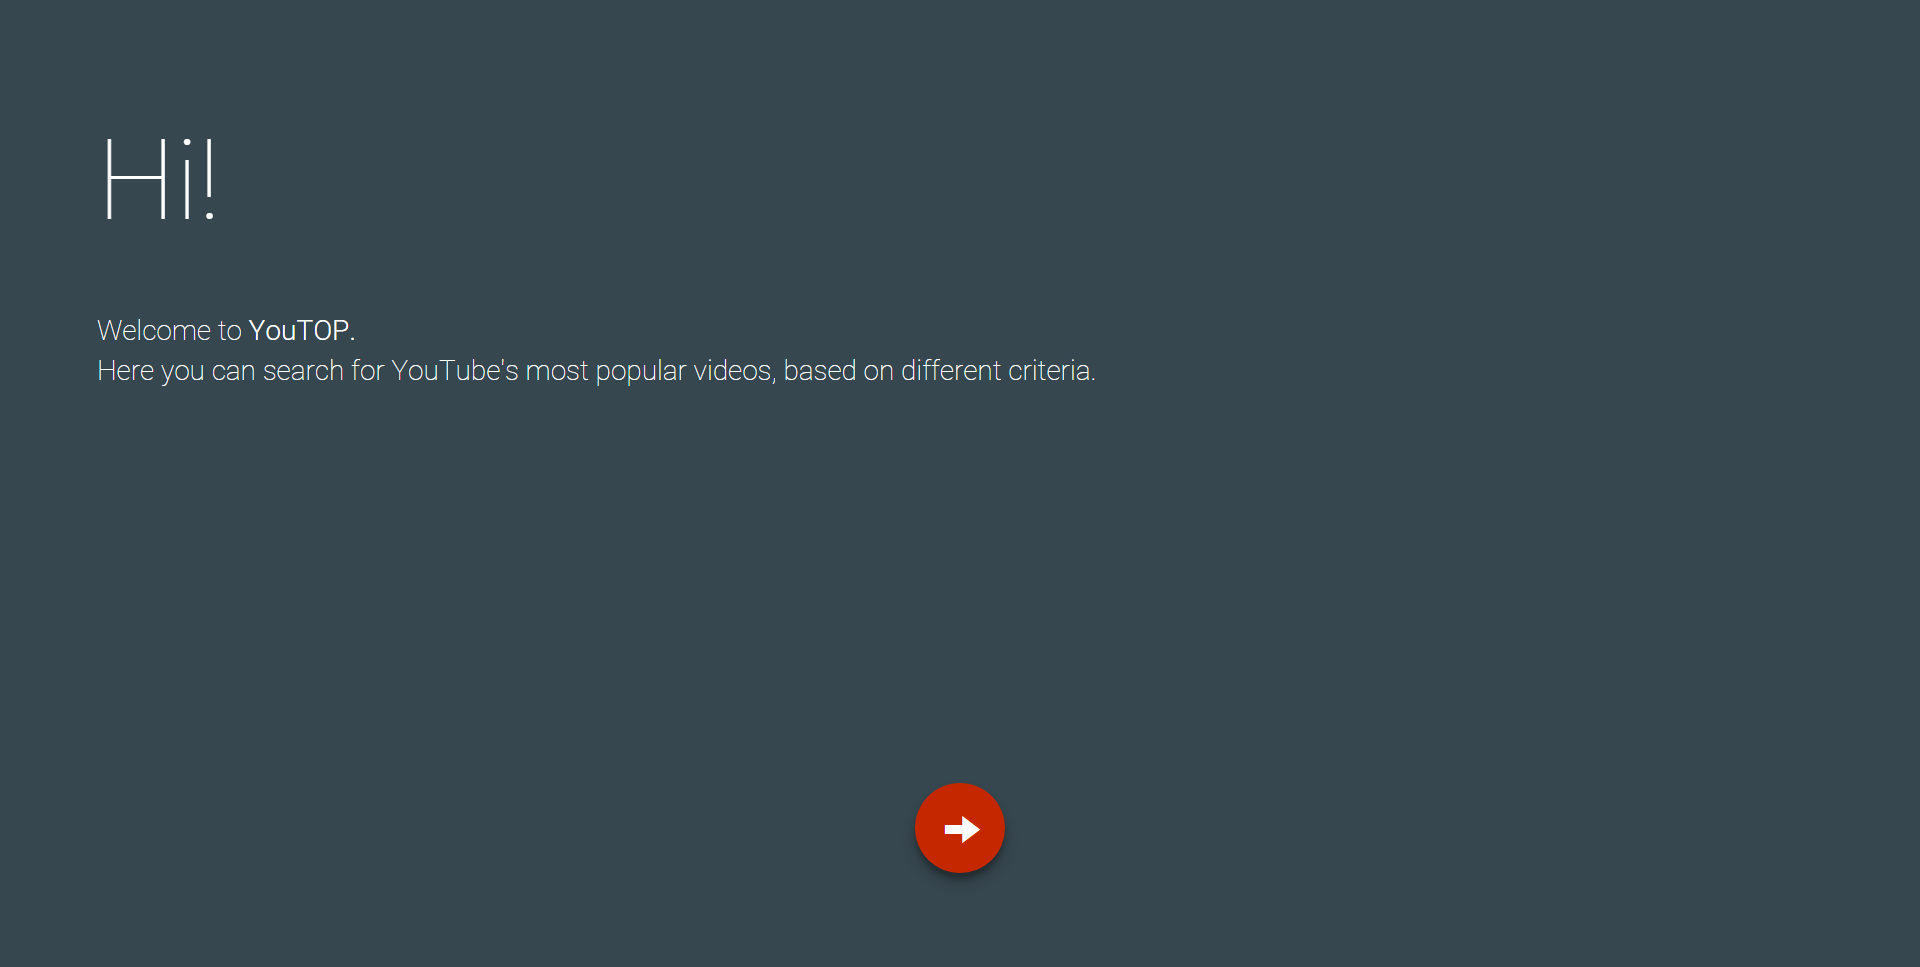 Hi!
Welcome to YouTOP.
Here you can search for YouTube's most popular videos, based on different criteria.